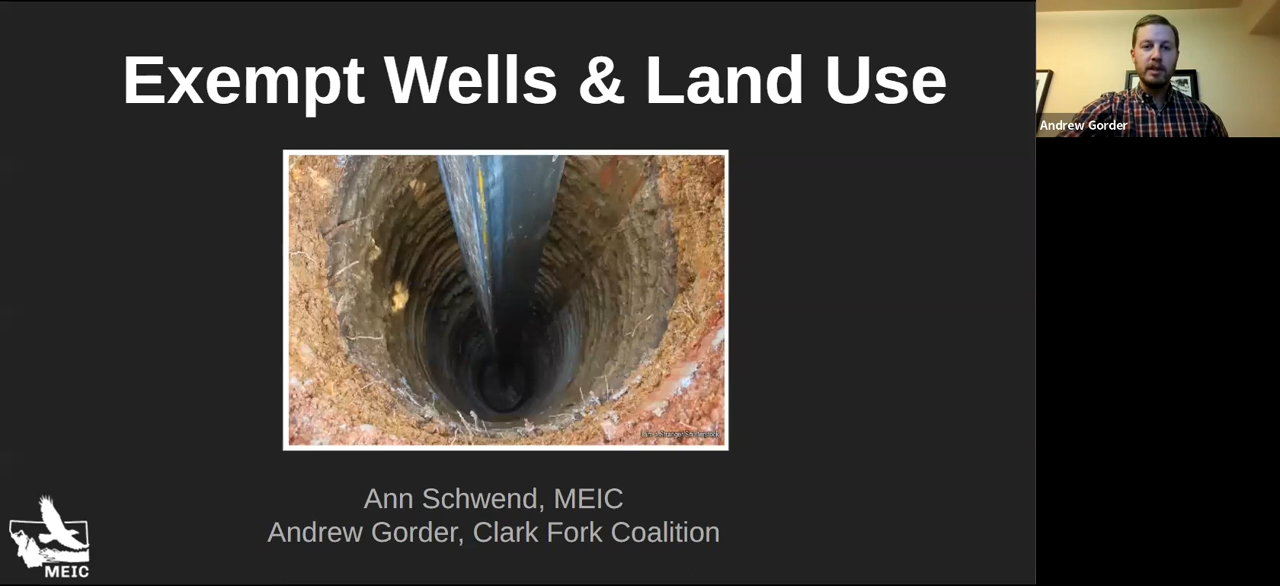 Exempt Wells & Land Use
Andrew Gorder
Ann Schwend, MEIC
Andrew Gorder, Clark Fork Coalition
MEIC